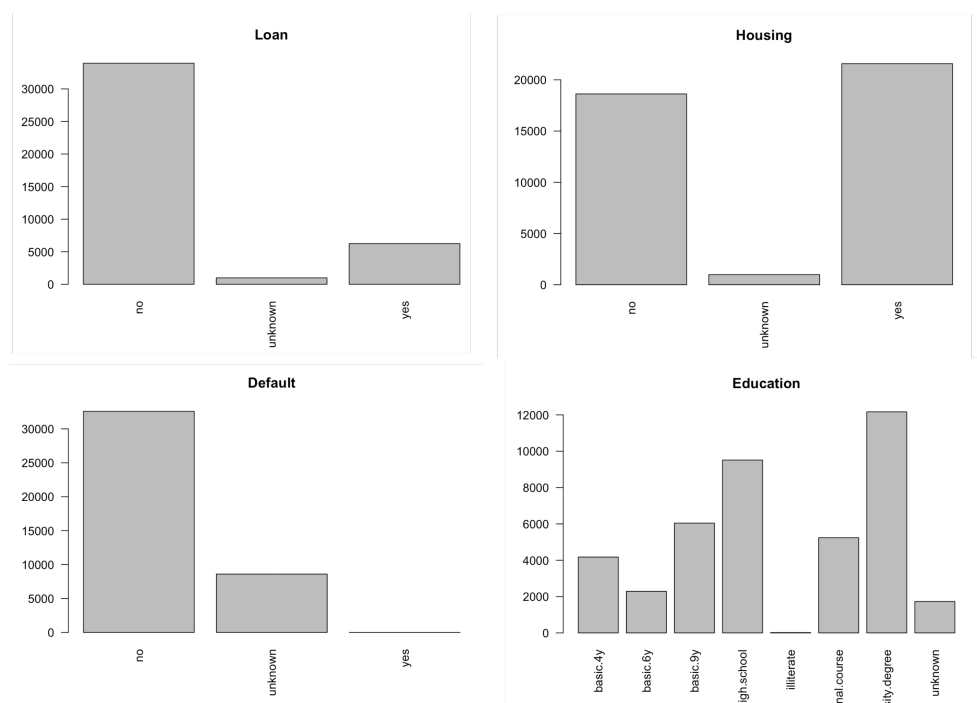 Loan
30000
25000
20000
15000
10000
5000
0
no
unknown
yes
Housing
20000
15000
10000
5000
0
no
unknown
yes
Default
30000
25000
20000
15000
10000
5000
0
no
unknown
yes
Education
12000
10000
8000
6000
4000
2000
0
basic.4y
basic.6y
basic.9y
igh.school
illiterate
nal.course
sity.degree
unknown